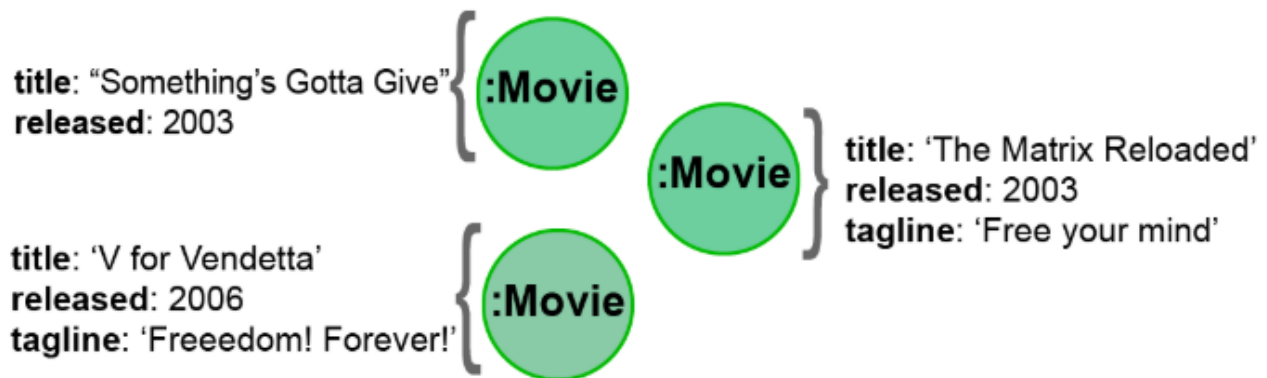 title: “Something’s Gotta Give”
released: 2003
:Movie
:Movie
title: ‘The Matrix Reloaded’
released: 2003
tagline: ‘Free your mind’
title: ‘V for Vendetta’
released: 2006
tagline: ‘Freeedom! Forever!’
:Movie